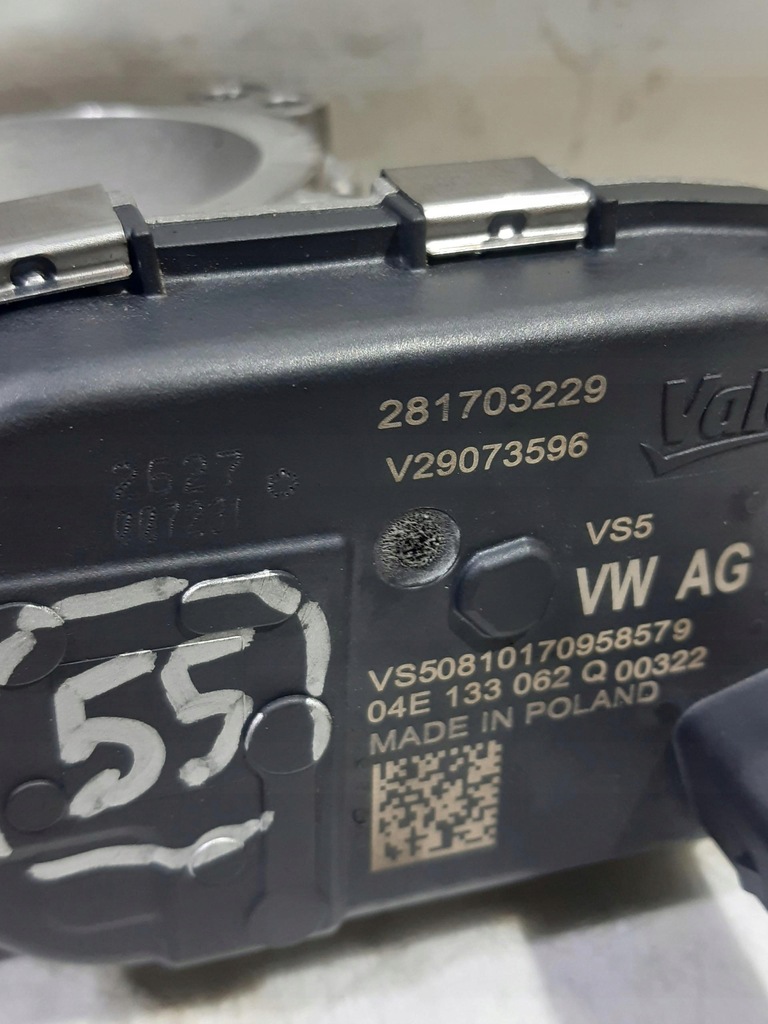 281703229
V29073596
2627
VS5
VW AG
55
VS50810170958579
04E 133 062 Q 00322
MADE IN POLAND